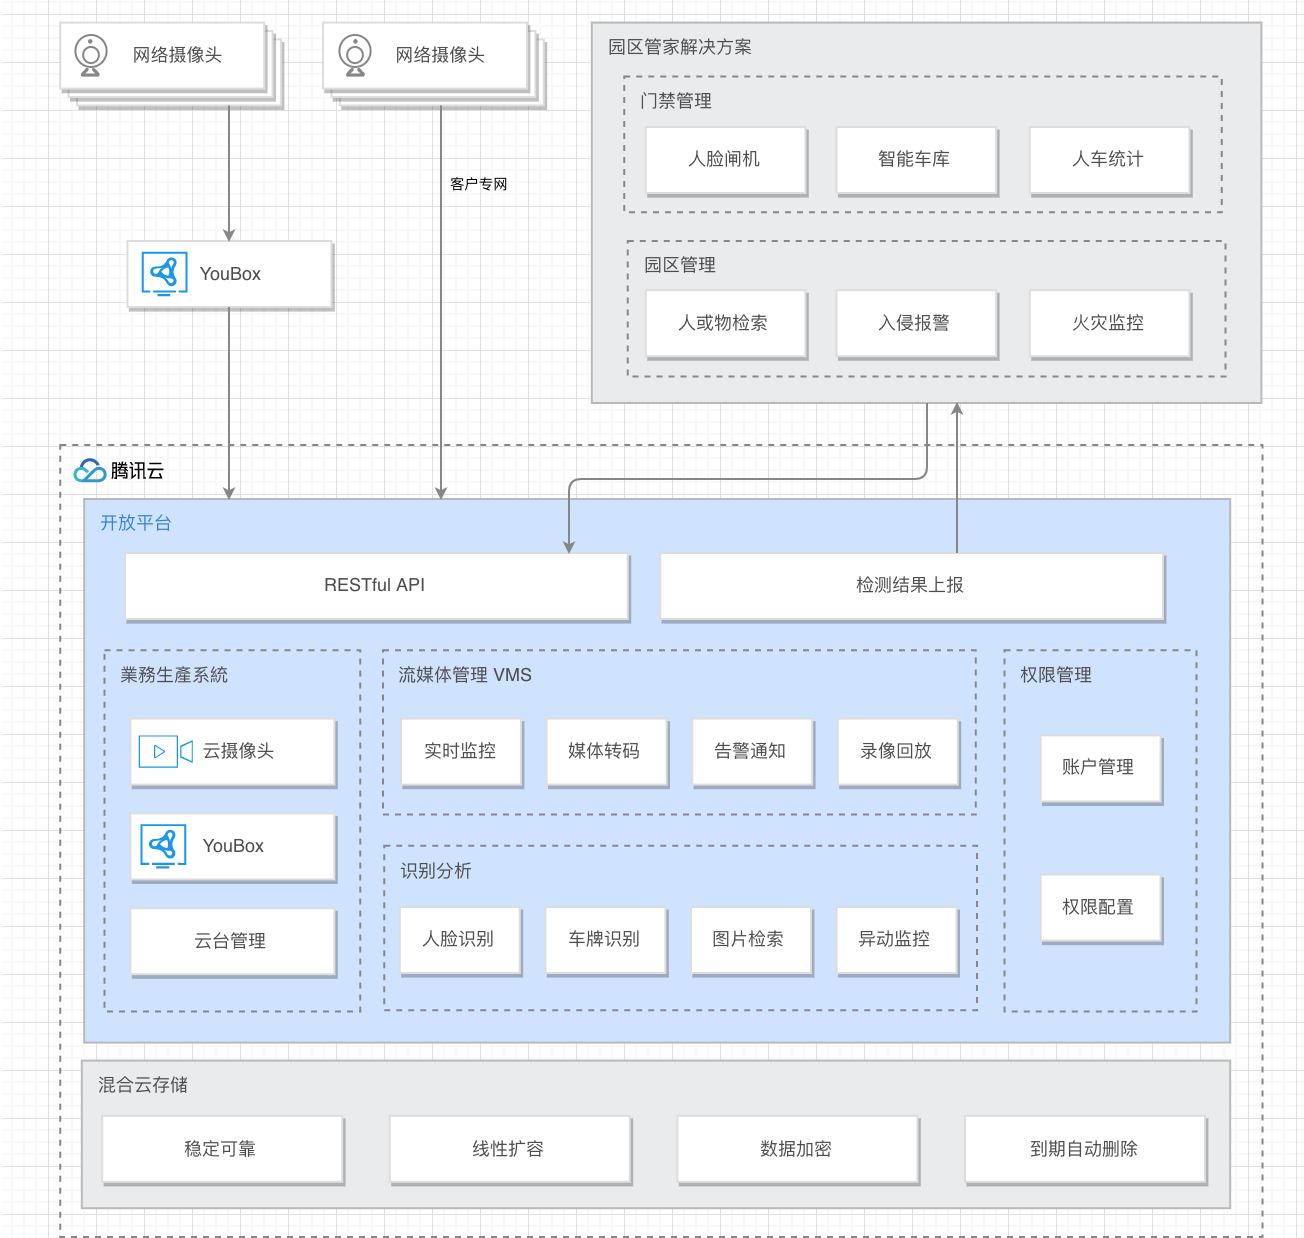 网络摄像头
网络摄像头
客户专网
YouBox
园区管家解决方案
门禁管理
人脸闸机
智能车库
人车统计
园区管理
人或物检索
入侵报警
火灾监控
腾讯云
开放平台
RESTful API
检测结果上报
業務生產系統
云摄像头
YouBox
云台管理
流媒体管理 VMS
实时监控
媒体转码
告警通知
录像回放
识别分析
人脸识别
车牌识别
图片检索
异动监控
权限管理
账户管理
权限配置
混合云存储
稳定可靠
线性扩容
数据加密
到期自动删除